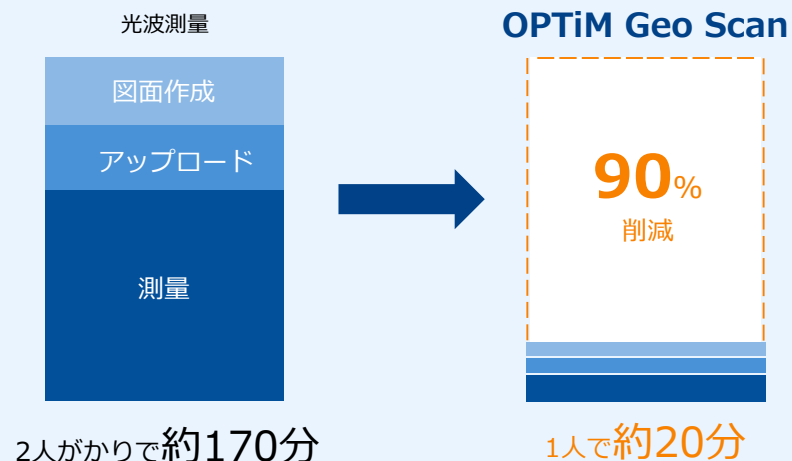 光波測量
図面作成
アップロード
測量
2人がかりで約170分
OPTiM Geo Scan
90%
削減
1人で約20分